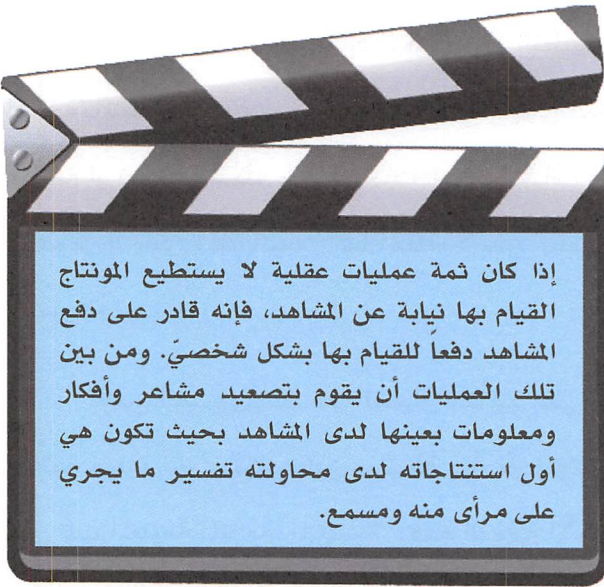 إذا كان ثمة عمليات عقلية لا يستطيع المونتاج
القيام بها نيابة عن المشاهد، فإنه قادر على دفع
المشاهد دفعاً للقيام بها بشكل شخصيّ. ومن بين
تلك العمليات أن يقوم بتصعيد مشاعر وأفكار
ومعلومات بعينها لدى المشاهد بحيث تكون هي
أول استنتاجاته لدى محاولته تفسير ما يجري
على مرأى منه ومسمع.